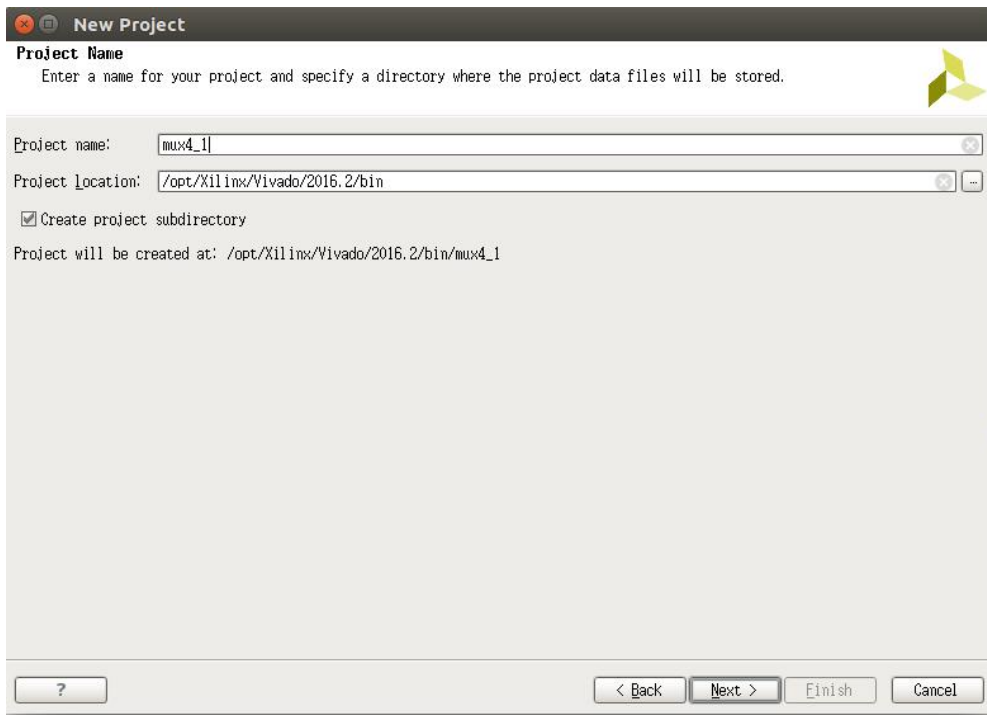 New Project
Project Name
Enter a name for your project and specify a directory where the project data files will be stored.
Project name: mux4_1
Project location: /opt/Xilinx/Vivado/2016.2/bin ...
Create project subdirectory
Project will be created at: /opt/Xilinx/Vivado/2016.2/bin/mux4_1
? < Back Next > Finish Cancel